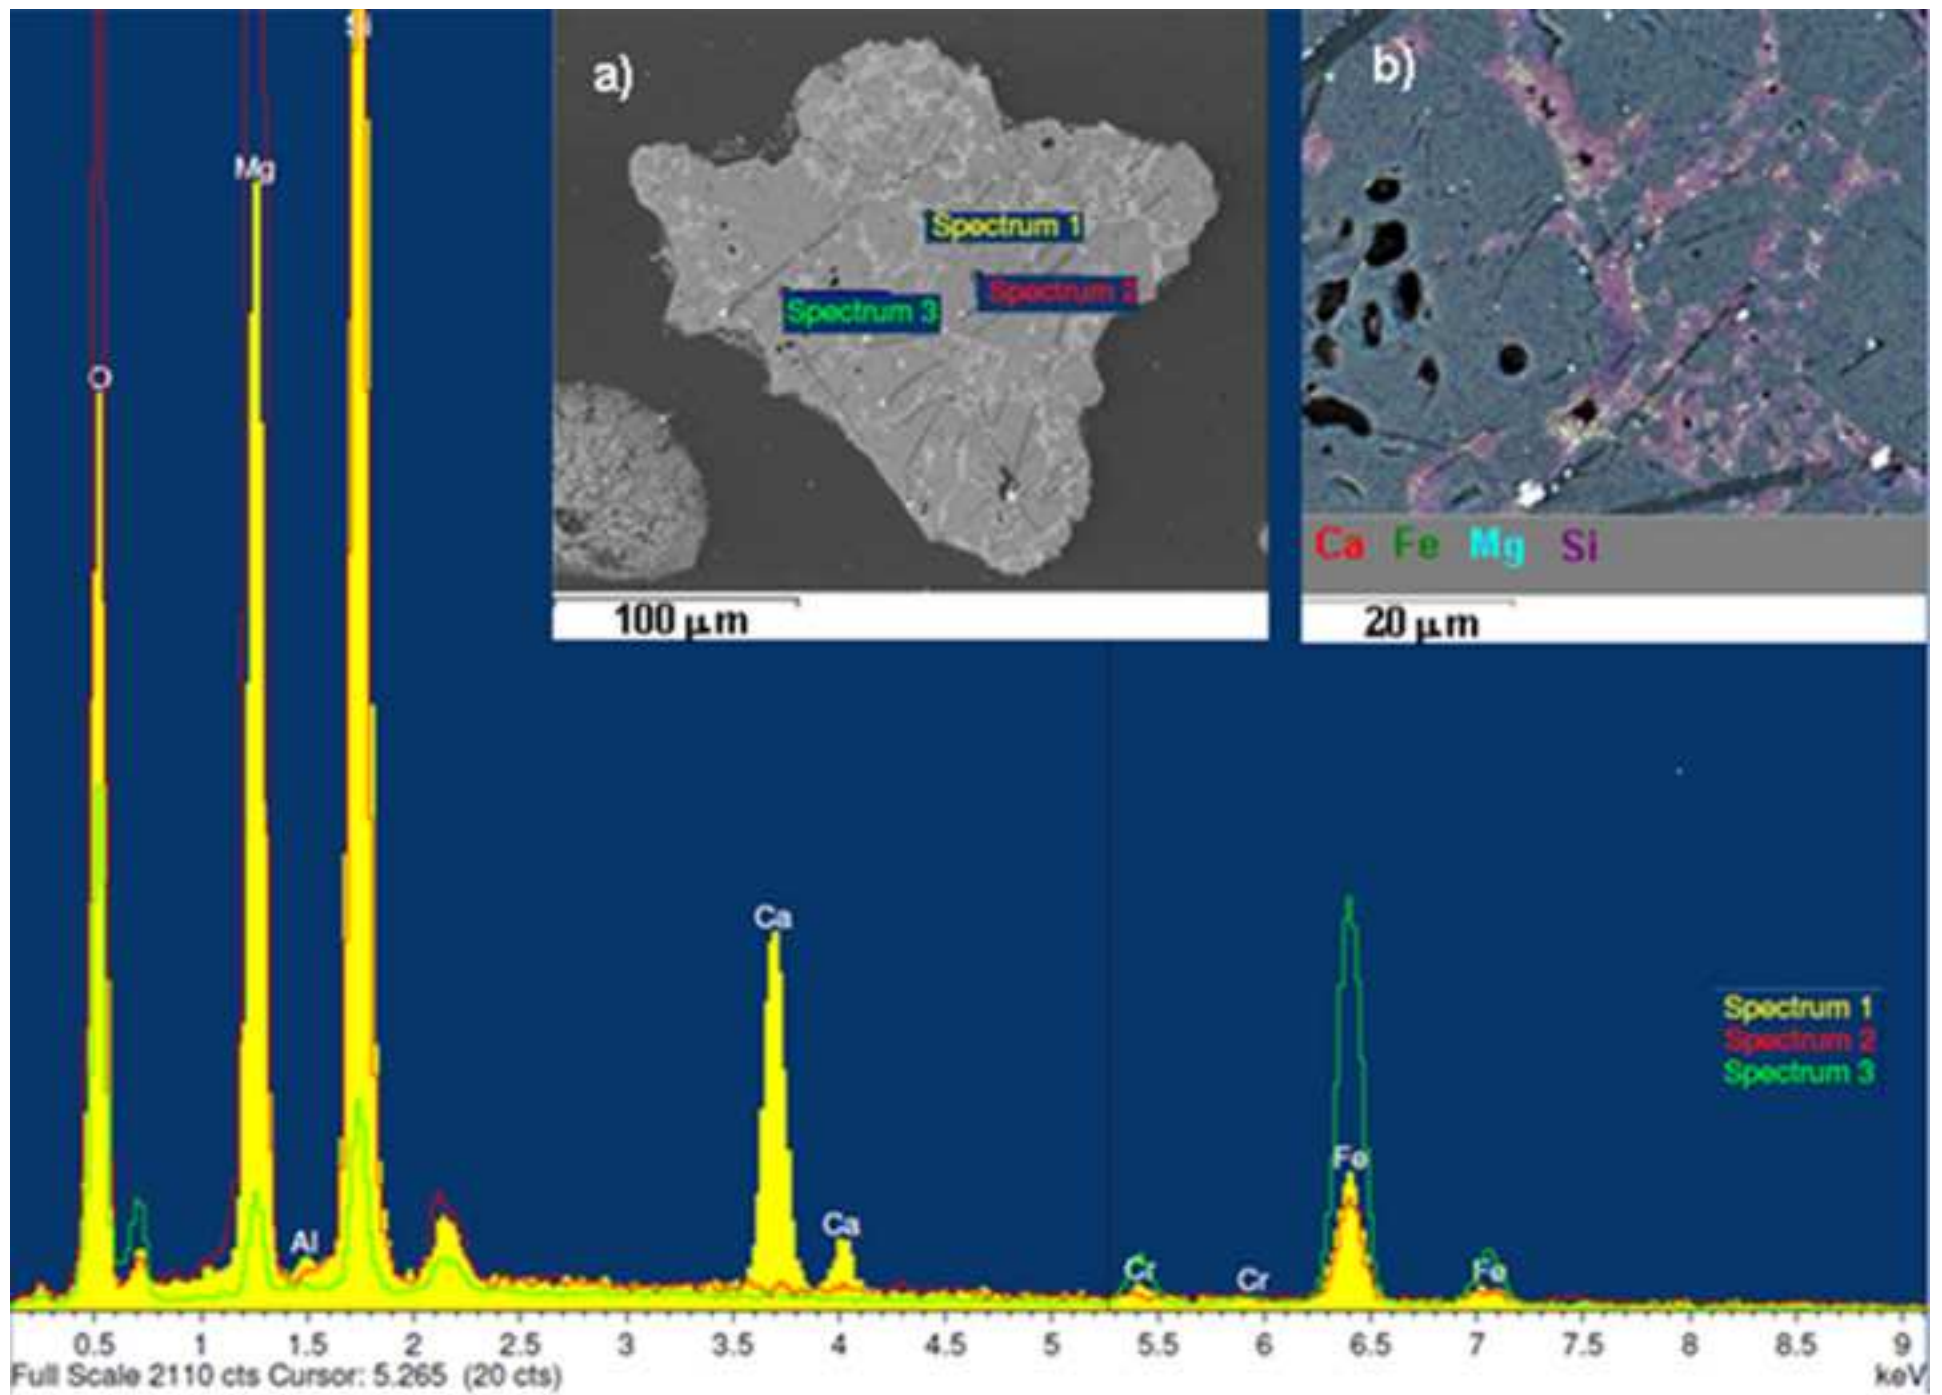 Si
a)
b)
Mg
Spectrum 1
Spectrum 2
Spectrum 3
O
Ca Fe Mg Si
100 μm
20 μm
Ca
Ca
Al
Cr
Cr
Fe
Fe
Spectrum 1
Spectrum 2
Spectrum 3
0.5 1 1.5 2 2.5 3 3.5 4 4.5 5 5.5 6 6.5 7 7.5 8 8.5 9
Full Scale 2110 cts Cursor: 5.265 (20 cts) keV